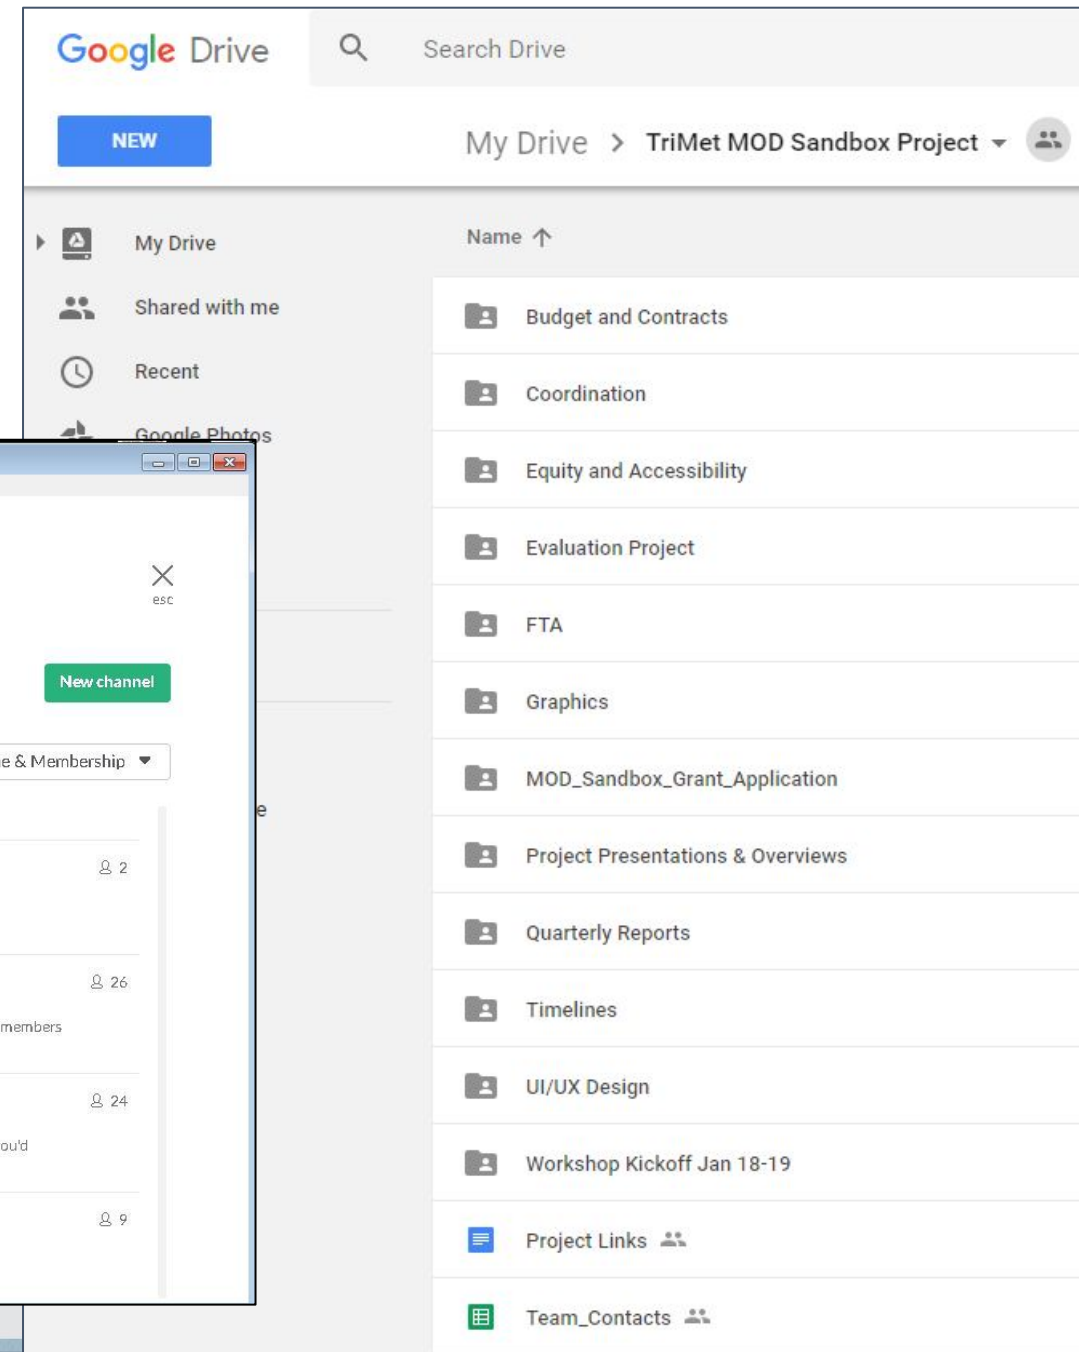 Google Drive
Search Drive
NEW
My Drive > TriMet MOD Sandbox Project
My Drive
Shared with me
Recent
Google Photos
Name
Budget and Contracts
Coordination
Equity and Accessibility
Evaluation Project
FTA
Graphics
MOD_Sandbox_Grant_Application
Project Presentations & Overviews
Quarterly Reports
Timelines
UI/UX Design
Workshop Kickoff Jan 18-19
Project Links
Team_Contacts
esc
New channel
e & Membership
e
2
26
members
24
ou'd
9